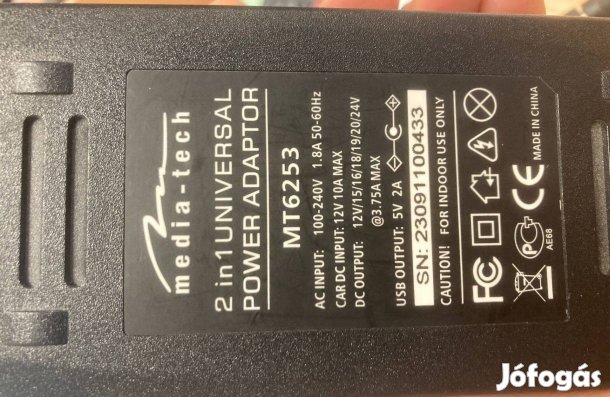 media-tech
2 in1 UNIVERSAL
POWER ADAPTOR
MT6253
AC INPUT: 100-240V 1.8A 50-60Hz
CAR DC INPUT: 12V 10A MAX
DC OUTPUT: 12V/15/16/18/19/20/24V
@3.75A MAX
USB OUTPUT: 5V 2A
SN: 23091100433
CAUTION! FOR INDOOR USE ONLY
FC
PG
AE68
CE
MADE IN CHINA
Jófogás